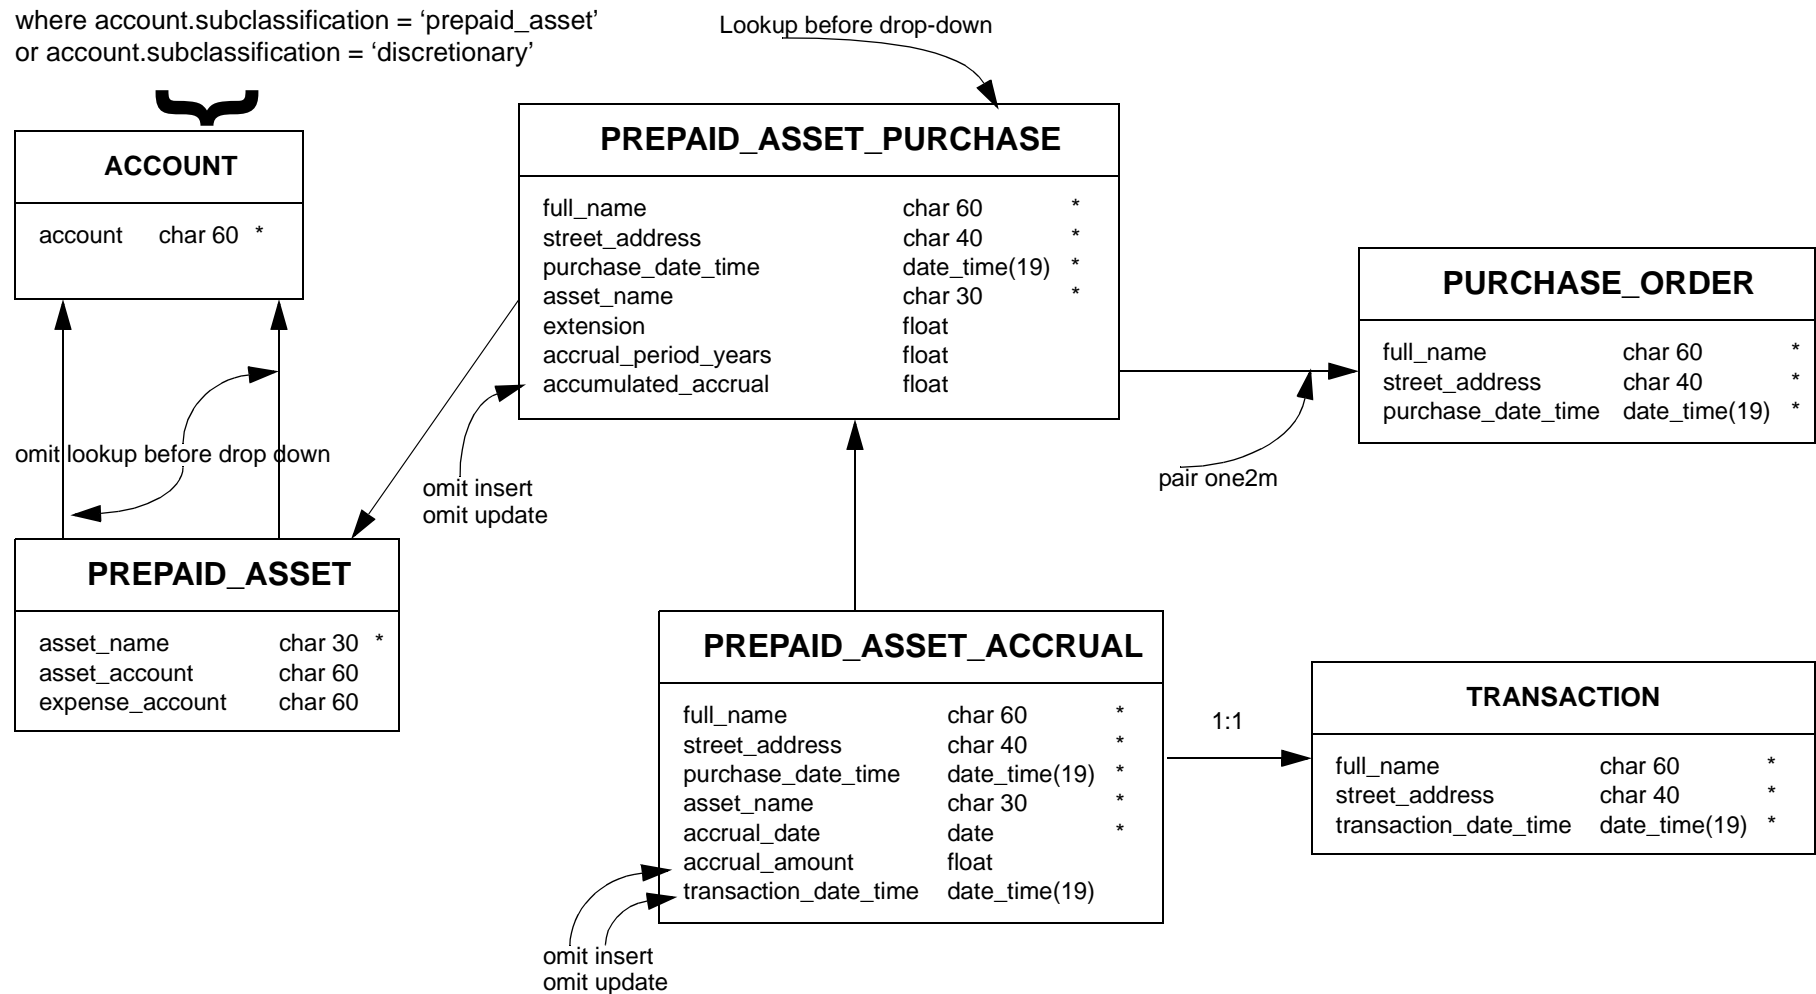 where account.subclassification = ‘prepaid_asset’
or account.subclassification = ‘discretionary’
Lookup before drop-down
ACCOUNT
account char 60 *
PREPAID_ASSET_PURCHASE
full_name char 60 *
street_address char 40 *
purchase_date_time date_time(19) *
asset_name char 30 *
extension float
accrual_period_years float
accumulated_accrual float
PURCHASE_ORDER
full_name char 60 *
street_address char 40 *
purchase_date_time date_time(19) *
omit lookup before drop down
omit insert
omit update
pair one2m
PREPAID_ASSET
asset_name char 30 *
asset_account char 60
expense_account char 60
PREPAID_ASSET_ACCRUAL
full_name char 60 *
street_address char 40 *
purchase_date_time date_time(19) *
asset_name char 30 *
accrual_date date *
accrual_amount float
transaction_date_time date_time(19)
1:1
TRANSACTION
full_name char 60 *
street_address char 40 *
transaction_date_time date_time(19) *
omit insert
omit update